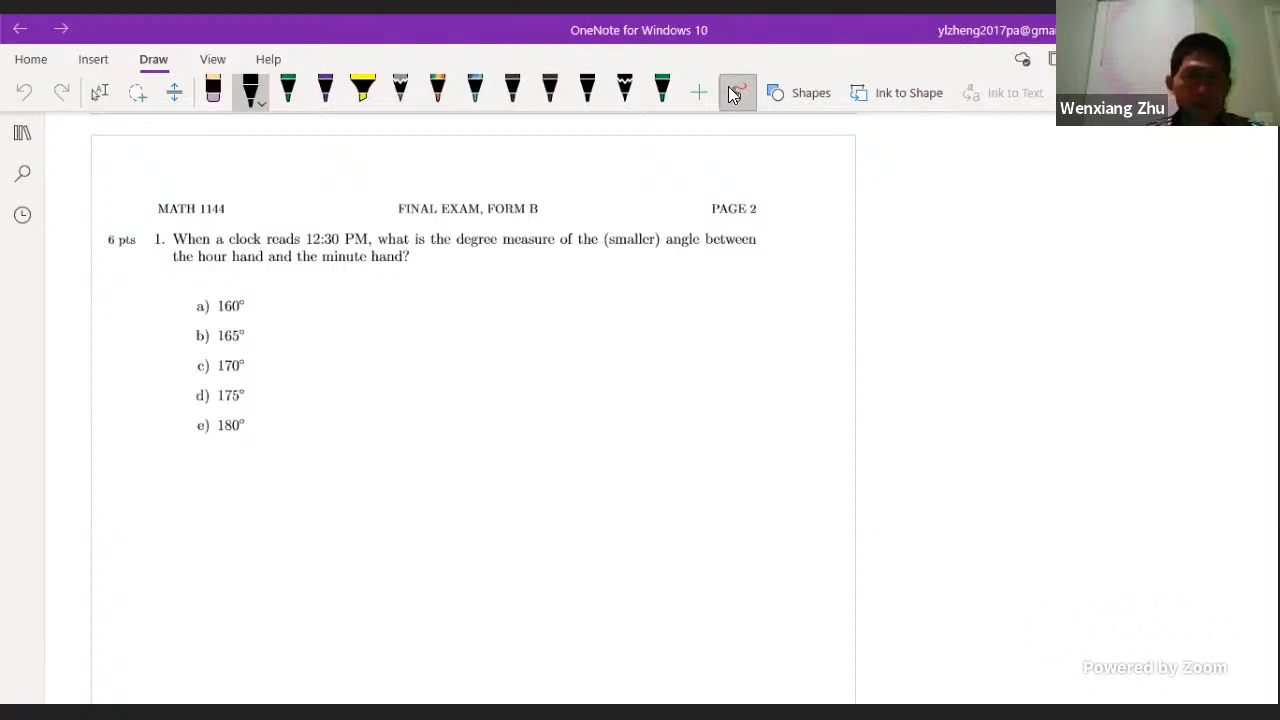 OneNote for Windows 10
ylzheng2017pa@gmai
Home Insert Draw View Help
Shapes Ink to Shape Ink to Text
Wenxiang Zhu
MATH 1144 FINAL EXAM, FORM B PAGE 2
6 pts 1. When a clock reads 12:30 PM, what is the degree measure of the (smaller) angle between
the hour hand and the minute hand?
a) 160°
b) 165°
c) 170°
d) 175°
e) 180°
Powered by Zoom